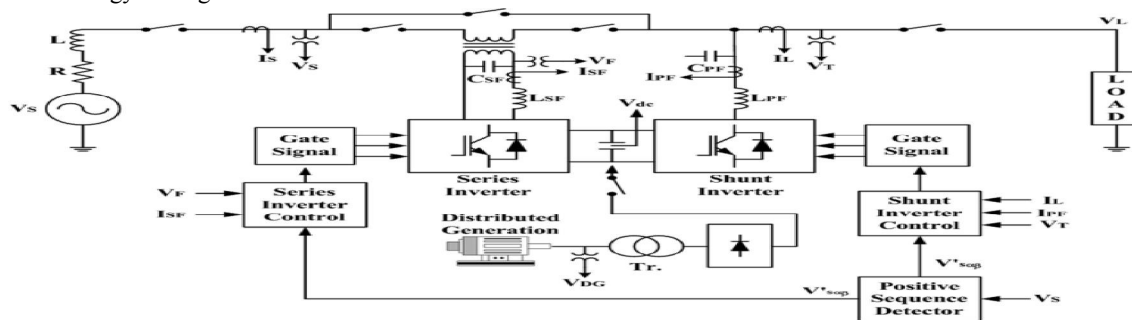 L
R
Vs
Is
Vs
CSF
VF
ISF
LSF
CPF
IPF
LPF
IL
VT
VL
LOAD
Vdc
Gate
Signal
Series
Inverter
Shunt
Inverter
Gate
Signal
VF
ISF
Series
Inverter
Control
Distributed
Generation
VDG
Tr.
Shunt
Inverter
Control
IL
IPF
VT
Positive
Sequence
Detector
Vs